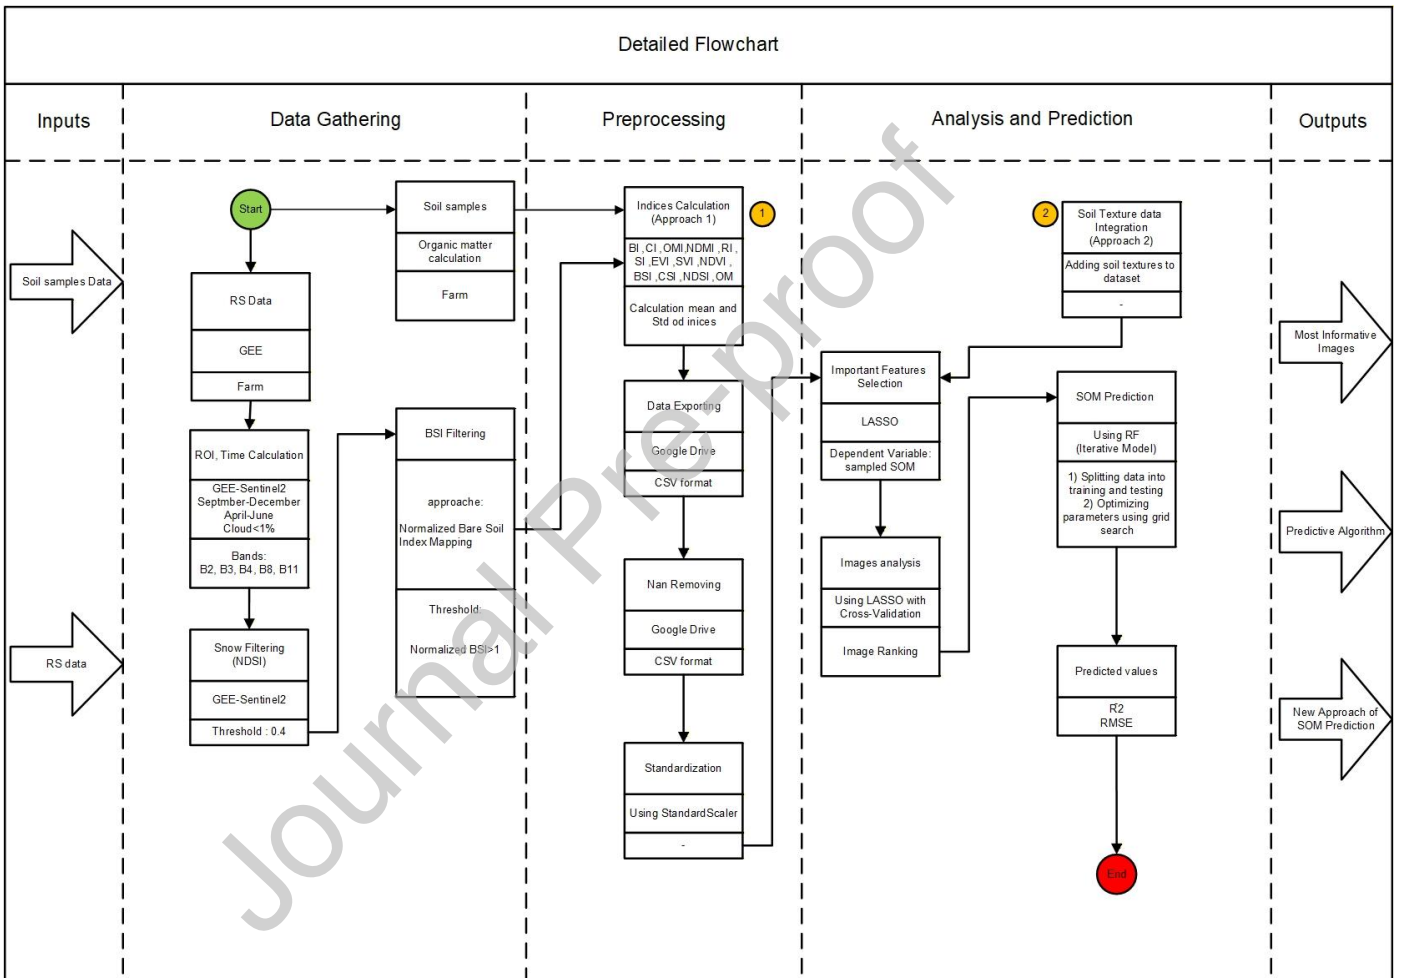 Detailed Flowchart
Inputs
Data Gathering
Preprocessing
Analysis and Prediction
Outputs
Soil samples Data
RS data
Start
Soil samples
Organic matter
calculation
Farm
RS Data
GEE
Farm
ROI, Time Calculation
GEE-Sentinel2
Septmber-December
April-June
Cloud<1%
Bands:
B2, B3, B4, B8, B11
Snow Filtering
(NDSI)
GEE-Sentinel2
Threshold : 0.4
BSI Filtering
approache:
Normalized Bare Soil
Index Mapping
Threshold:
Normalized BSI>1
Indices Calculation
(Approach 1)
1
BI ,CI ,OMI,NDMI ,RI ,
SI ,EVI ,SVI ,NDVI ,
BSI ,CSI ,NDSI ,OM
Calculation mean and
Std od inices
Data Exporting
Google Drive
CSV format
Nan Removing
Google Drive
CSV format
Standardization
Using StandardScaler
-
2
Soil Texture data
Integration
(Approach 2)
Adding soil textures to
dataset
-
Important Features
Selection
LASSO
Dependent Variable:
sampled SOM
Images analysis
Using LASSO with
Cross-Validation
Image Ranking
SOM Prediction
Using RF
(Iterative Model)
1) Splitting data into
training and testing
2) Optimizing
parameters using grid
search
Predicted values
R2
RMSE
End
Most Informative
Images
Predictive Algorithm
New Approach of
SOM Prediction
Journal Pre-proof